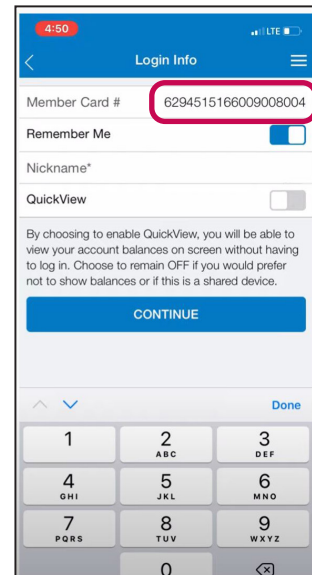 4:50
LTE
Login Info
Member Card # 6294515166009008004
Remember Me
Nickname*
QuickView
By choosing to enable QuickView, you will be able to
view your account balances on screen without having
to log in. Choose to remain OFF if you would prefer
not to show balances or if this is a shared device.
CONTINUE
Done
1 2 3
ABC DEF
4 5 6
GHI JKL MNO
7 8 9
PQRS TUV WXYZ
0